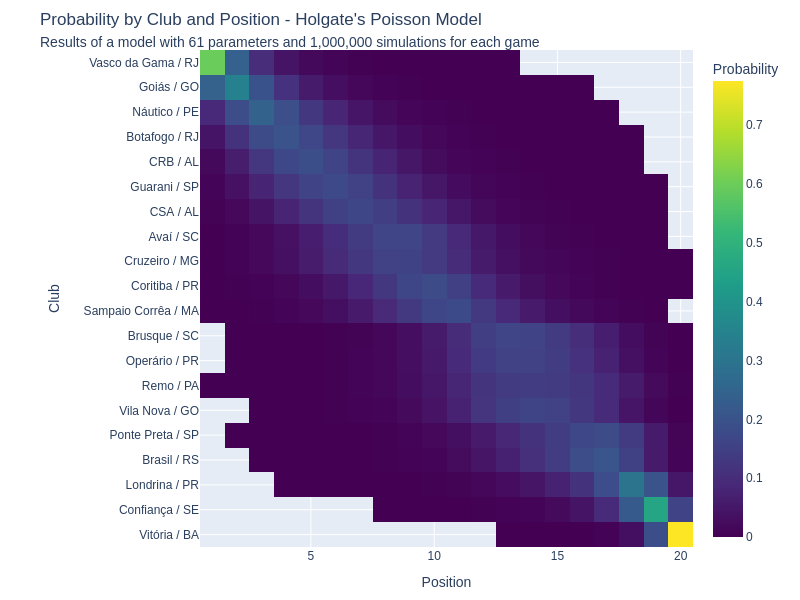 Probability by Club and Position - Holgate's Poisson Model
Results of a model with 61 parameters and 1,000,000 simulations for each game
Probability
Vasco da Gama / RJ
Goiás / GO
Náutico / PE
Botafogo / RJ
CRB / AL
Guarani / SP
CSA / AL
Avaí / SC
Cruzeiro / MG
Coritiba / PR
Sampaio Corrêa / MA
Brusque / SC
Operário / PR
Remo / PA
Vila Nova / GO
Ponte Preta / SP
Brasil / RS
Londrina / PR
Confiança / SE
Vitória / BA
Club
5
10
15
20
Position
0.7
0.6
0.5
0.4
0.3
0.2
0.1
0